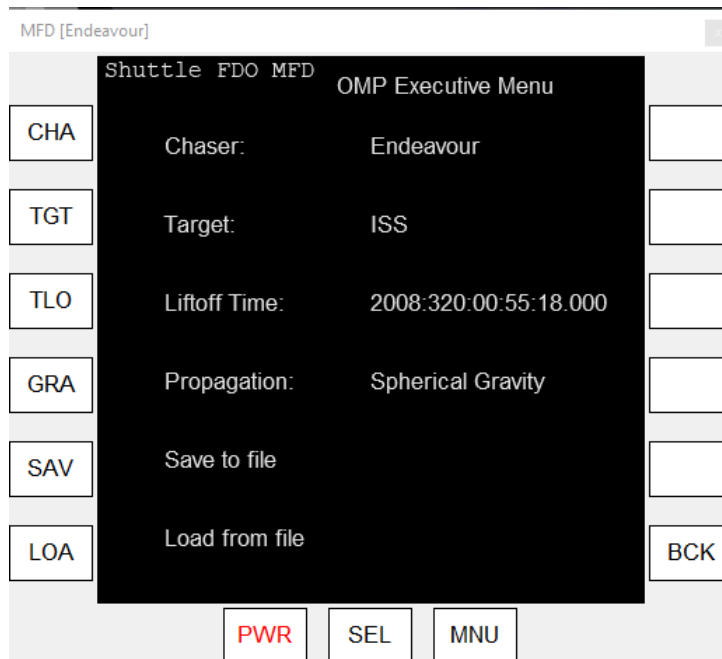 MFD [Endeavour]
Shuttle FDO MFD
OMP Executive Menu
CHA
Chaser:
Endeavour
TGT
Target:
ISS
TLO
Liftoff Time:
2008:320:00:55:18.000
GRA
Propagation:
Spherical Gravity
SAV
Save to file
LOA
Load from file
BCK
PWR
SEL
MNU